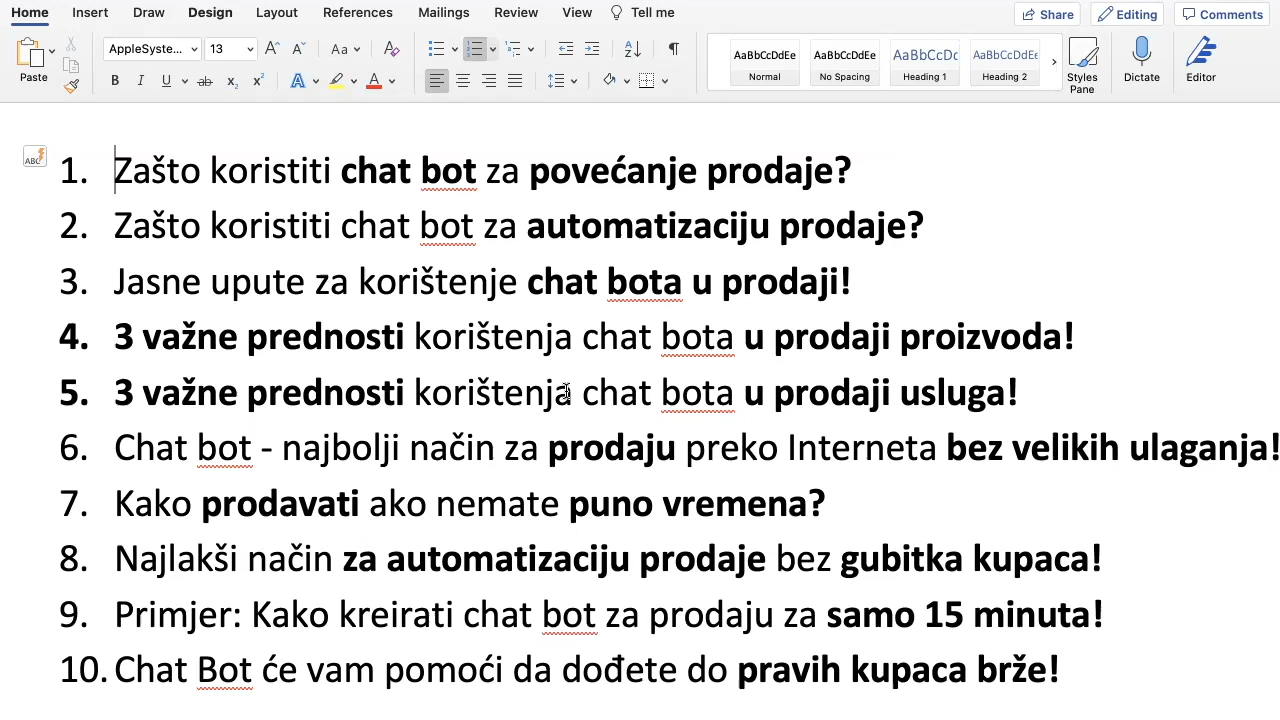 Home Insert Draw Design Layout References Mailings Review View Tell me Share Editing Comments
AppleSyste... 13 Aa
Paste
B I U ab x2 x2 A A
AaBbCcDdEe AaBbCcDdEe AaBbCcDc AaBbCcDdEe
Normal No Spacing Heading 1 Heading 2
Styles Pane Dictate Editor
ABC
1. Zašto koristiti chat bot za povećanje prodaje?
2. Zašto koristiti chat bot za automatizaciju prodaje?
3. Jasne upute za korištenje chat bota u prodaji!
4. 3 važne prednosti korištenja chat bota u prodaji proizvoda!
5. 3 važne prednosti korištenja chat bota u prodaji usluga!
6. Chat bot - najbolji način za prodaju preko Interneta bez velikih ulaganja!
7. Kako prodavati ako nemate puno vremena?
8. Najlakši način za automatizaciju prodaje bez gubitka kupaca!
9. Primjer: Kako kreirati chat bot za prodaju za samo 15 minuta!
10. Chat Bot će vam pomoći da dođete do pravih kupaca brže!